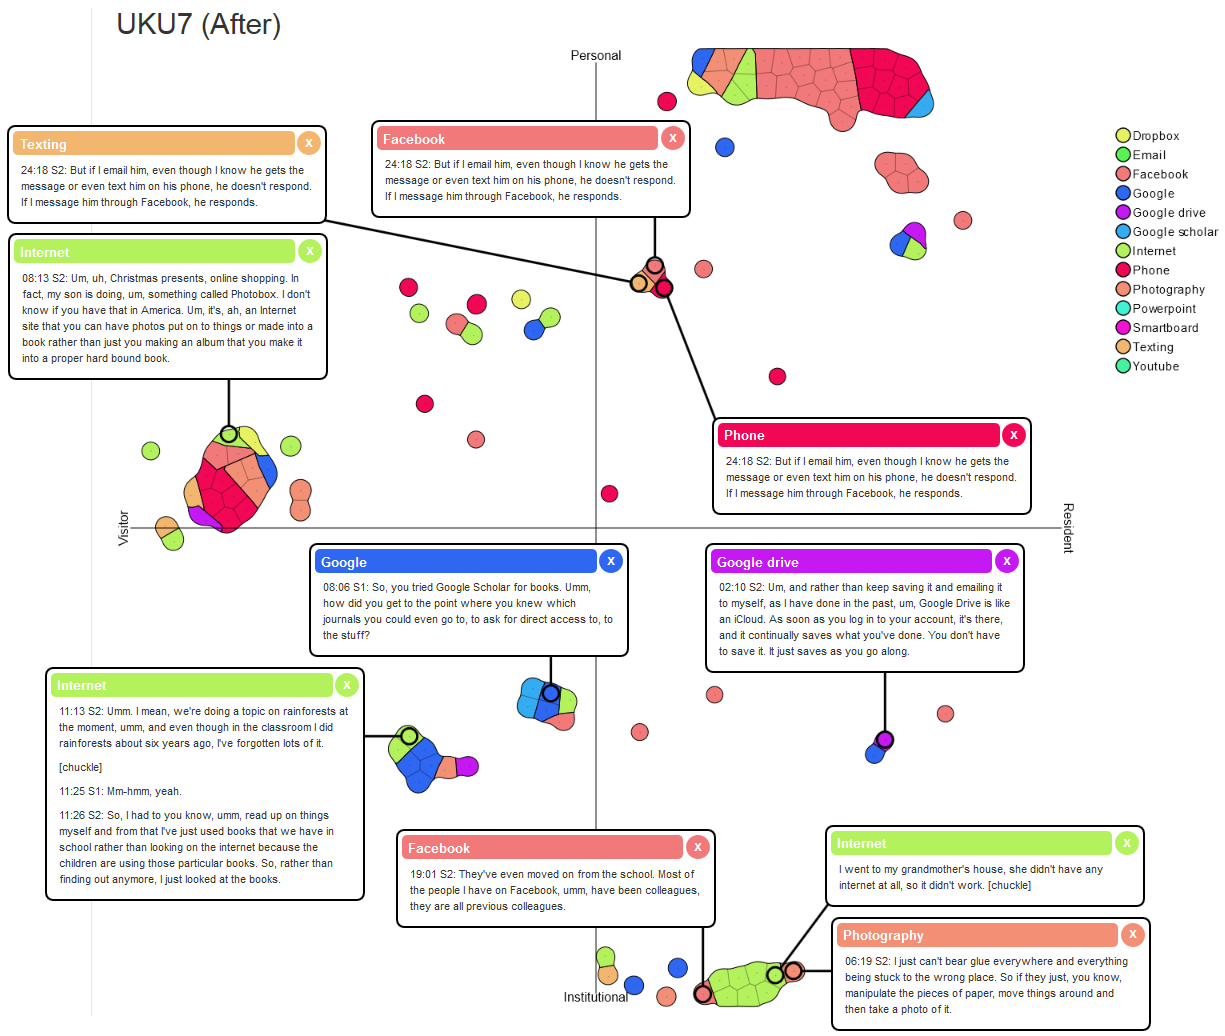 UKU7 (After)
Personal
Texting
x
24:18 S2: But if I email him, even though I know he gets the
message or even text him on his phone, he doesn't respond.
If I message him through Facebook, he responds.
Facebook
x
24:18 S2: But if I email him, even though I know he gets the
message or even text him on his phone, he doesn't respond.
If I message him through Facebook, he responds.
Dropbox
Email
Facebook
Google
Google drive
Google scholar
Internet
Phone
Photography
Powerpoint
Smartboard
Texting
Youtube
Internet
x
08:13 S2: Um, uh, Christmas presents, online shopping. In
fact, my son is doing, um, something called Photobox. I don't
know if you have that in America. Um, it's, ah, an Internet
site that you can have photos put on to things or made into a
book rather than just you making an album that you make it
into a proper hard bound book.
Phone
x
24:18 S2: But if I email him, even though I know he gets the
message or even text him on his phone, he doesn't respond.
If I message him through Facebook, he responds.
Visitor
Resident
Google
x
08:06 S1: So, you tried Google Scholar for books. Umm,
how did you get to the point where you knew which
journals you could even go to, to ask for direct access to, to
the stuff?
Google drive
x
02:10 S2: Um, and rather than keep saving it and emailing it
to myself, as I have done in the past, um, Google Drive is like
an iCloud. As soon as you log in to your account, it's there,
and it continually saves what you've done. You don't have
to save it. It just saves as you go along.
Internet
x
11:13 S2: Umm. I mean, we're doing a topic on rainforests at
the moment, umm, and even though in the classroom I did
rainforests about six years ago, I've forgotten lots of it.
[chuckle]
11:25 S1: Mm-hmm, yeah.
11:26 S2: So, I had to you know, umm, read up on things
myself and from that I've just used books that we have in
school rather than looking on the internet because the
children are using those particular books. So, rather than
finding out anymore, I just looked at the books.
Facebook
x
19:01 S2: They've even moved on from the school. Most of
the people I have on Facebook, umm, have been colleagues,
they are all previous colleagues.
Internet
x
I went to my grandmother's house, she didn't have any
internet at all, so it didn't work. [chuckle]
Photography
x
06:19 S2: I just can't bear glue everywhere and everything
being stuck to the wrong place. So if they just, you know,
manipulate the pieces of paper, move things around and
then take a photo of it.
Institutional